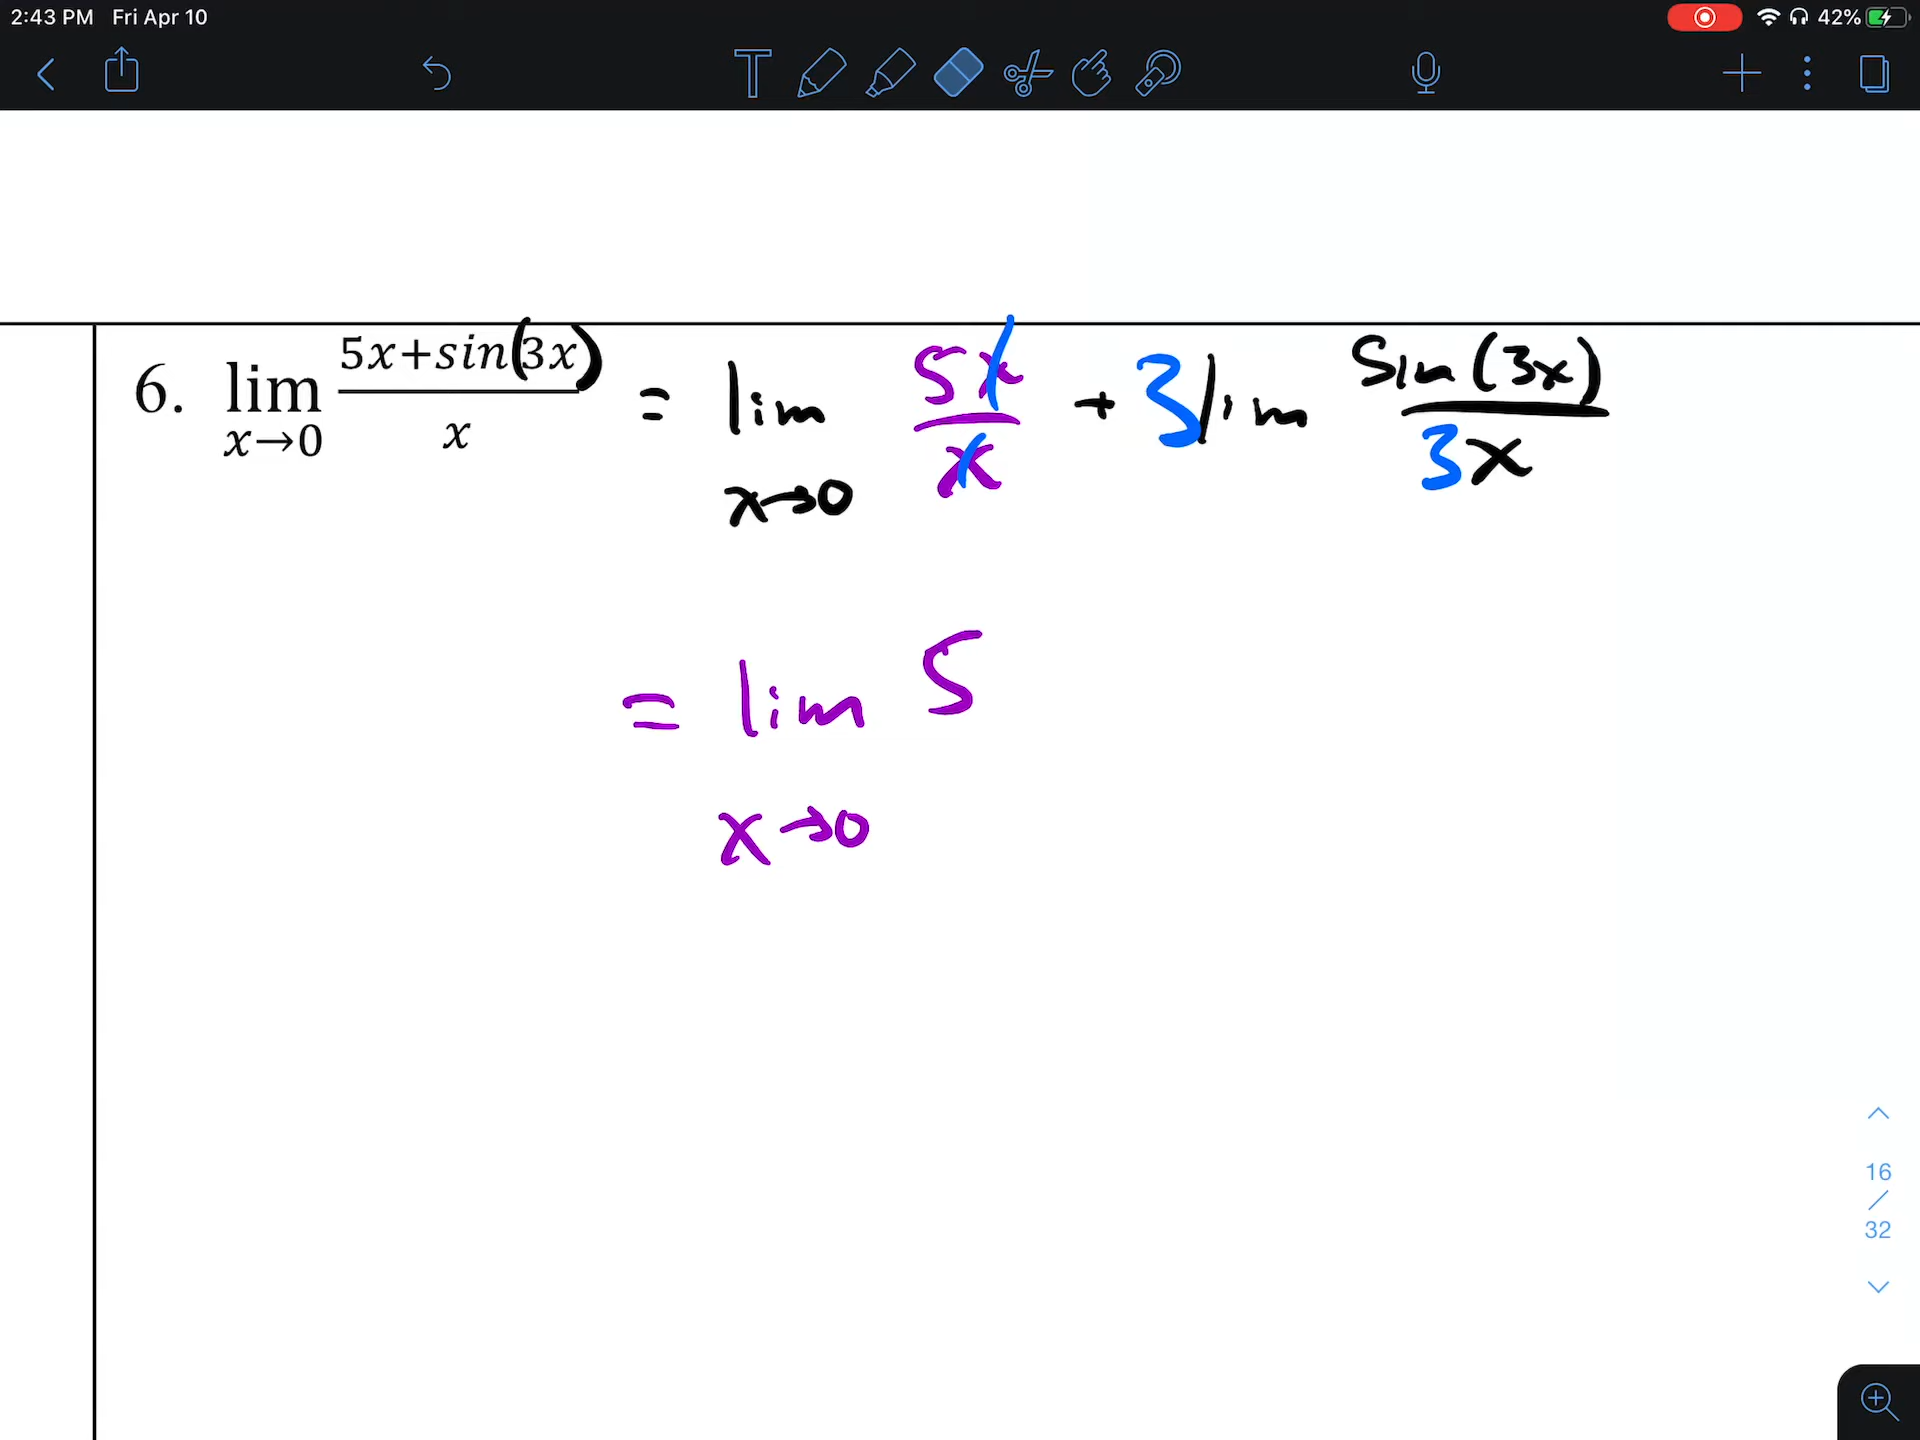 2:43 PM Fri Apr 10 42%
T
6. lim x→0 5x+sin(3x) / x = lim x→0 5x / x + 3 lim sin(3x) / 3x
= lim x→0 5
16
/
32